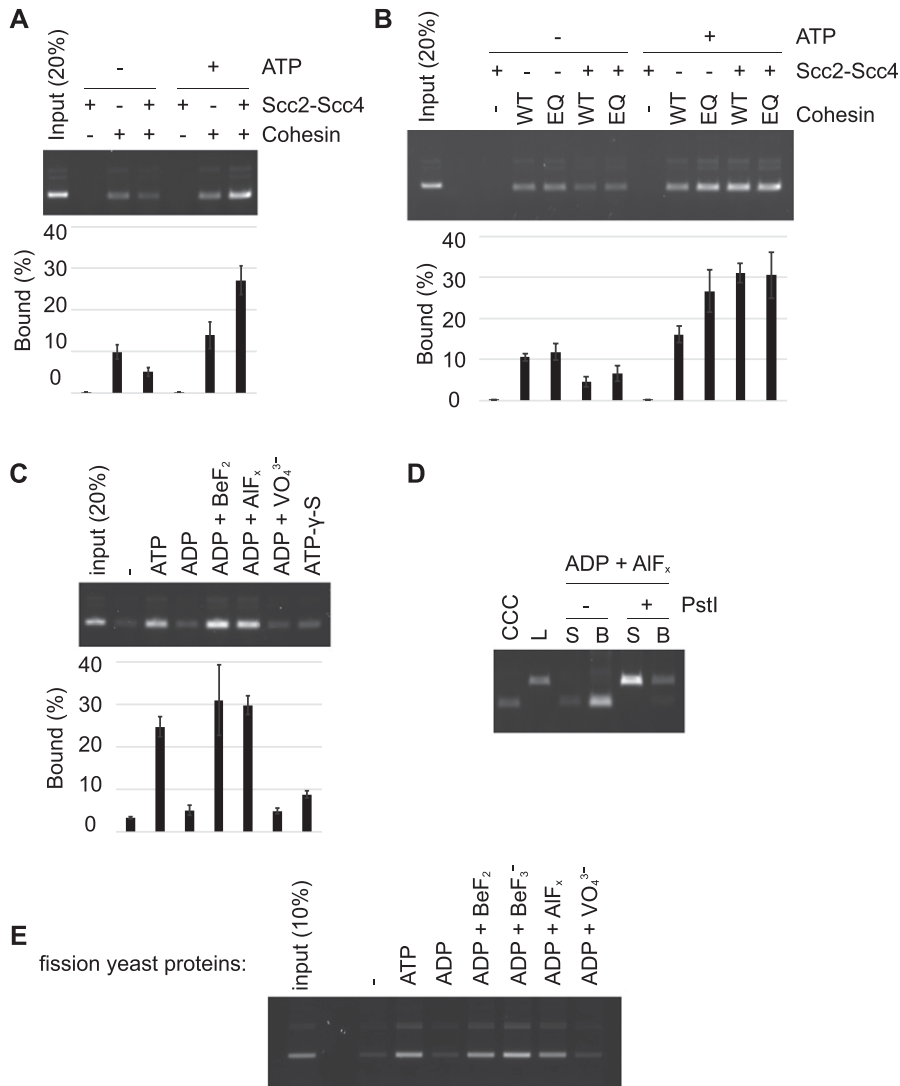 A
Input (20%)
- + ATP
+ - + + - + Scc2-Scc4
- + + - + + Cohesin
40
30
20
10
0
Bound (%)
B
Input (20%)
- + ATP
+ - - + + + - - + + Scc2-Scc4
- WT EQ WT EQ - WT EQ WT EQ Cohesin
40
30
20
10
0
Bound (%)
C
input (20%)
-
ATP
ADP
ADP + BeF₂
ADP + AlFₓ
ADP + VO₄³⁻
ATP-γ-S
40
30
20
10
0
Bound (%)
D
ADP + AlFₓ
- + PstI
CCC L S B S B
E
fission yeast proteins:
input (10%)
-
ATP
ADP
ADP + BeF₂
ADP + BeF₃⁻
ADP + AlFₓ
ADP + VO₄³⁻